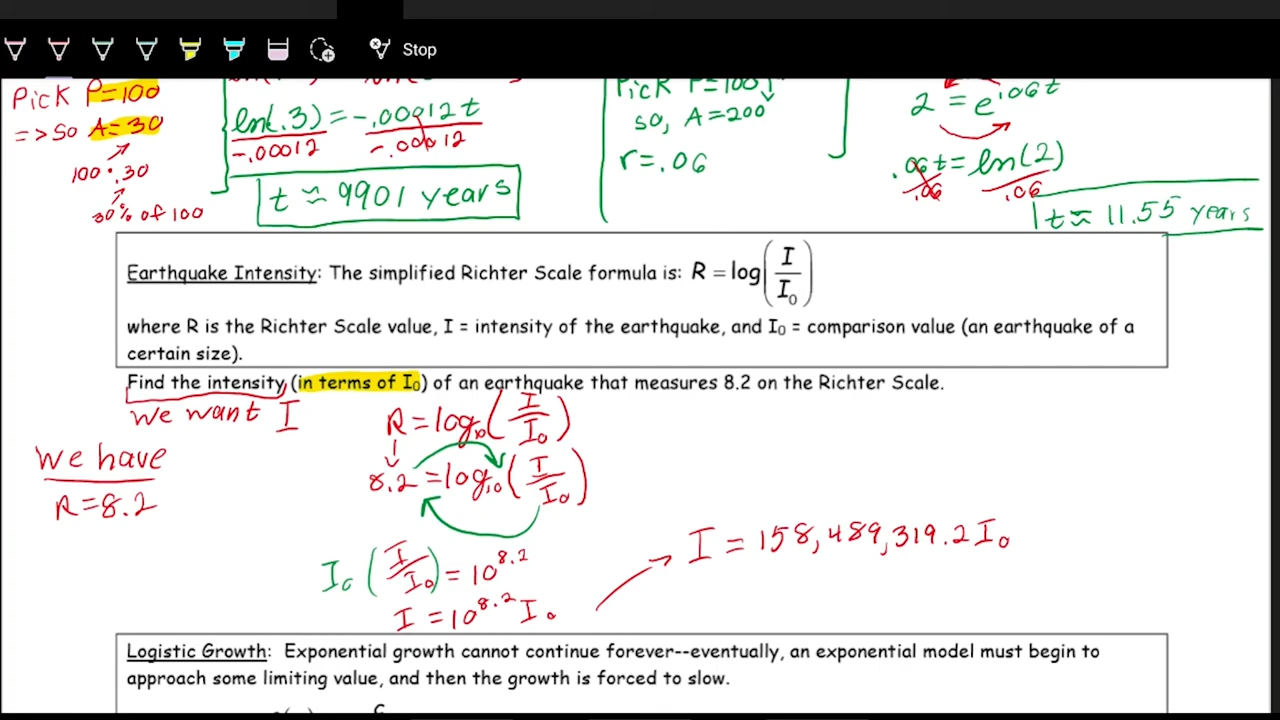 Stop
Pick P=100
=> So A=30
100 · .30
30% of 100
ln(.3) = -.00012 t
-.00012 -.00012
t ≈ 9901 years
Pick P=100
so, A=200
r=.06
2 = e^.06t
.06t = ln(2)
.06 .06
t ≈ 11.55 years
Earthquake Intensity: The simplified Richter Scale formula is: R = log(I/I₀)
where R is the Richter Scale value, I = intensity of the earthquake, and I₀ = comparison value (an earthquake of a
certain size).
Find the intensity (in terms of I₀) of an earthquake that measures 8.2 on the Richter Scale.
we want I
we have
R=8.2
R = log₁₀(I/I₀)
8.2 = log₁₀(I/I₀)
I₀(I/I₀) = 10^8.2
I = 10^8.2 I₀
I = 158,489,319.2 I₀
Logistic Growth: Exponential growth cannot continue forever--eventually, an exponential model must begin to
approach some limiting value, and then the growth is forced to slow.